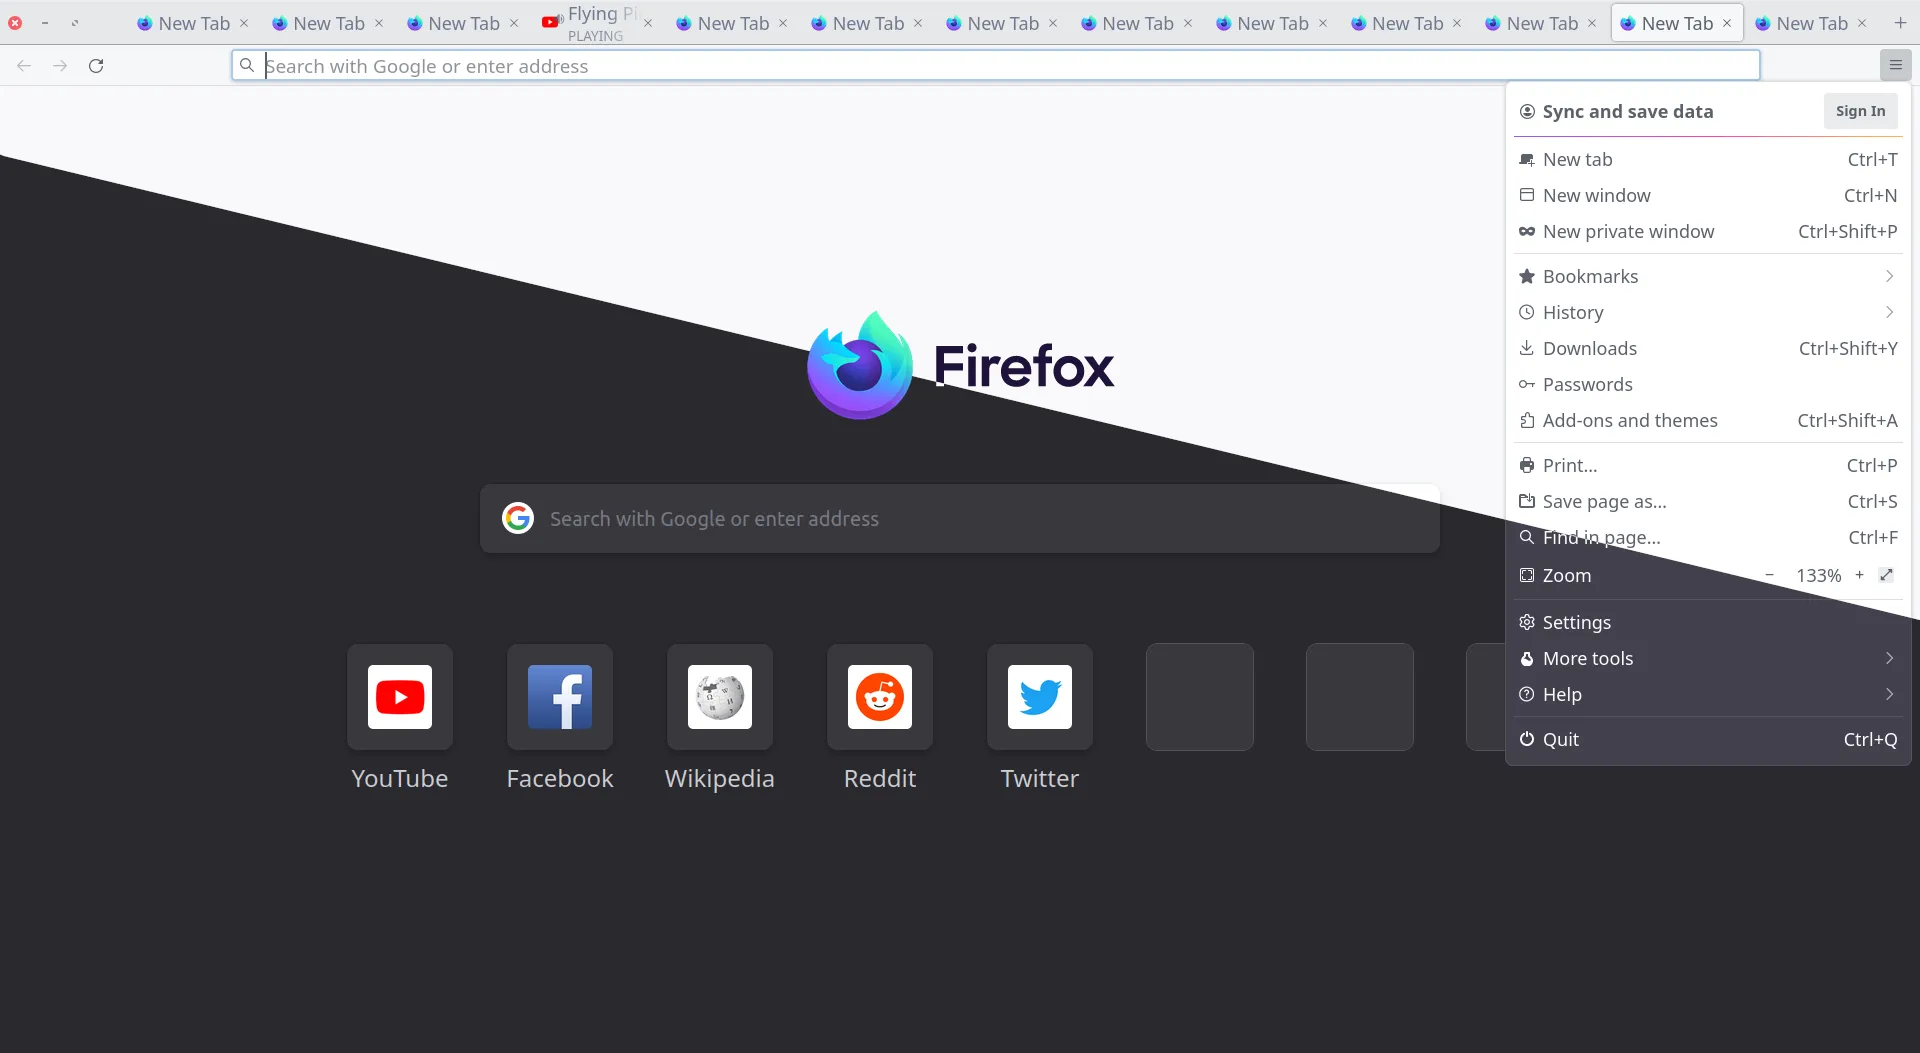 New Tab New Tab New Tab Flying Pi New Tab New Tab New Tab New Tab New Tab New Tab New Tab New Tab New Tab
PLAYING
Search with Google or enter address
Sync and save data Sign In
New tab Ctrl+T
New window Ctrl+N
New private window Ctrl+Shift+P
Bookmarks
History
Downloads Ctrl+Shift+Y
Passwords
Add-ons and themes Ctrl+Shift+A
Print... Ctrl+P
Save page as... Ctrl+S
Find in page... Ctrl+F
Zoom − 133% +
Settings
More tools
Help
Quit Ctrl+Q
Firefox
Search with Google or enter address
YouTube Facebook Wikipedia Reddit Twitter